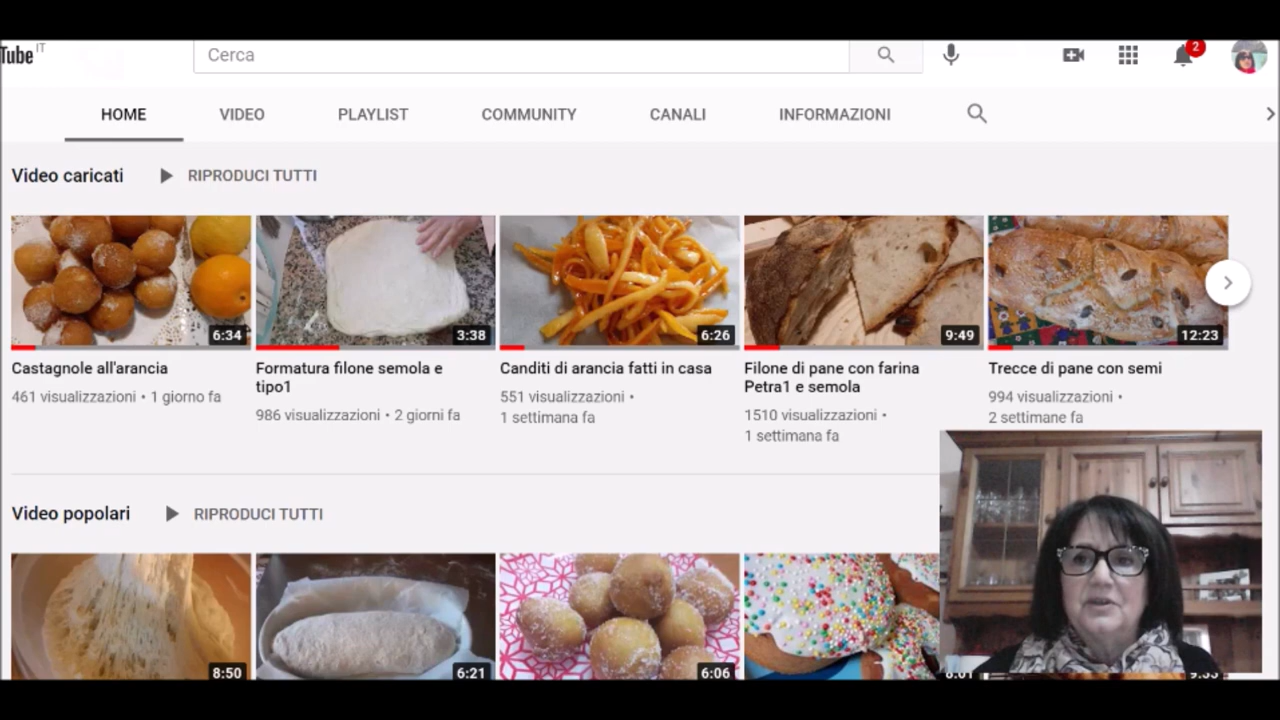 Tube IT
Cerca
2
HOME VIDEO PLAYLIST COMMUNITY CANALI INFORMAZIONI
Video caricati RIPRODUCI TUTTI
6:34 3:38 6:26 9:49 12:23
Castagnole all'arancia
461 visualizzazioni • 1 giorno fa
Formatura filone semola e
tipo1
986 visualizzazioni • 2 giorni fa
Canditi di arancia fatti in casa
551 visualizzazioni •
1 settimana fa
Filone di pane con farina
Petra1 e semola
1510 visualizzazioni •
1 settimana fa
Trecce di pane con semi
994 visualizzazioni •
2 settimane fa
Video popolari RIPRODUCI TUTTI
8:50 6:21 6:06